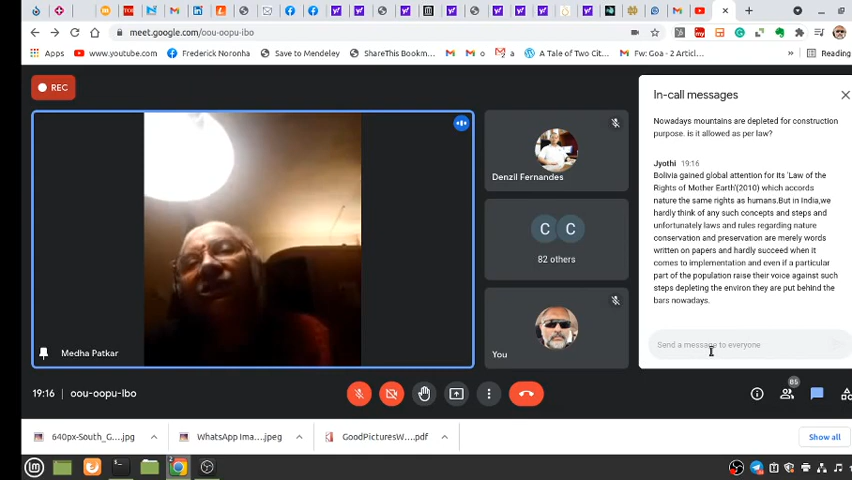 meet.google.com/oou-oopu-ibo
Fw: Goa - 2 Articl...
Apps
www.youtube.com
Frederick Noronha
Save to Mendeley
ShareThis Bookm...
o
a
A Tale of Two Cit...
Fw: Goa - 2 Articl...
»
Reading
REC
Medha Patkar
Denzil Fernandes
C C
82 others
You
In-call messages
Nowadays mountains are depleted for construction
purpose. is it allowed as per law?
Jyothi 19:16
Bolivia gained global attention for its 'Law of the
Rights of Mother Earth'(2010) which accords
nature the same rights as humans.But in India,we
hardly think of any such concepts and steps and
unfortunately laws and rules regarding nature
conservation and preservation are merely words
written on papers and hardly succeed when it
comes to implementation and even if a particular
part of the population raise their voice against such
steps depleting the environ they are put behind the
bars nowadays.
Send a message to everyone
19:16 oou-oopu-ibo
85
640px-South_G....jpg
WhatsApp Ima....jpeg
GoodPicturesW....pdf
Show all
2